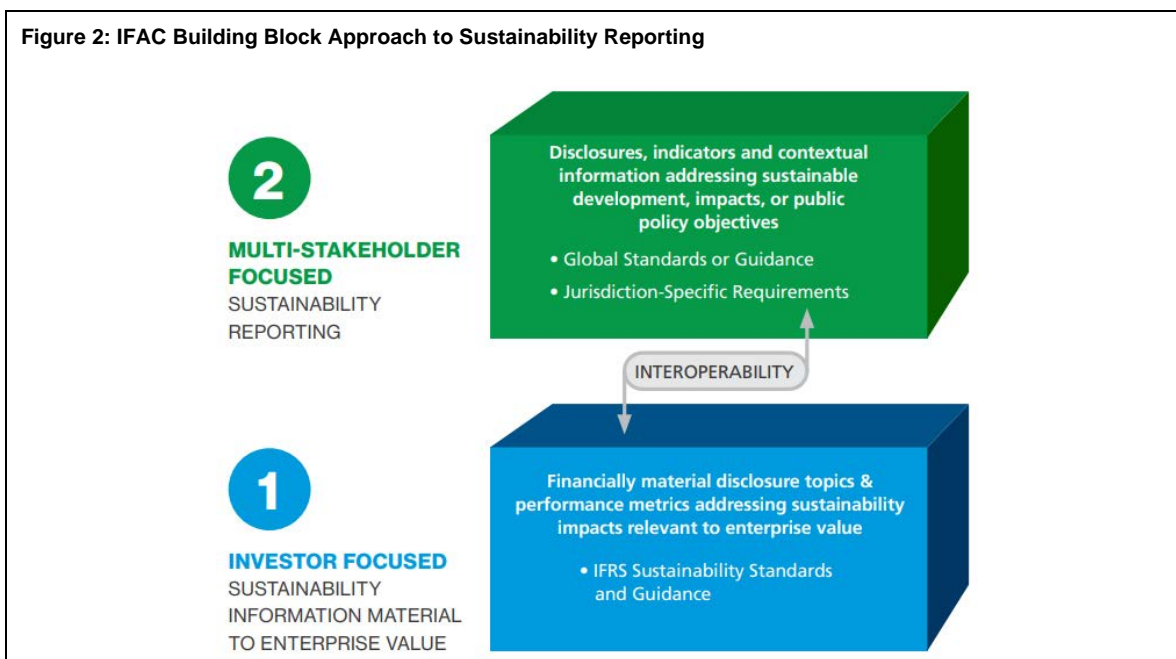 Figure 2: IFAC Building Block Approach to Sustainability Reporting
2
MULTI-STAKEHOLDER
FOCUSED
SUSTAINABILITY
REPORTING
Disclosures, indicators and contextual
information addressing sustainable
development, impacts, or public
policy objectives
• Global Standards or Guidance
• Jurisdiction-Specific Requirements
INTEROPERABILITY
1
INVESTOR FOCUSED
SUSTAINABILITY
INFORMATION MATERIAL
TO ENTERPRISE VALUE
Financially material disclosure topics &
performance metrics addressing sustainability
impacts relevant to enterprise value
• IFRS Sustainability Standards
and Guidance